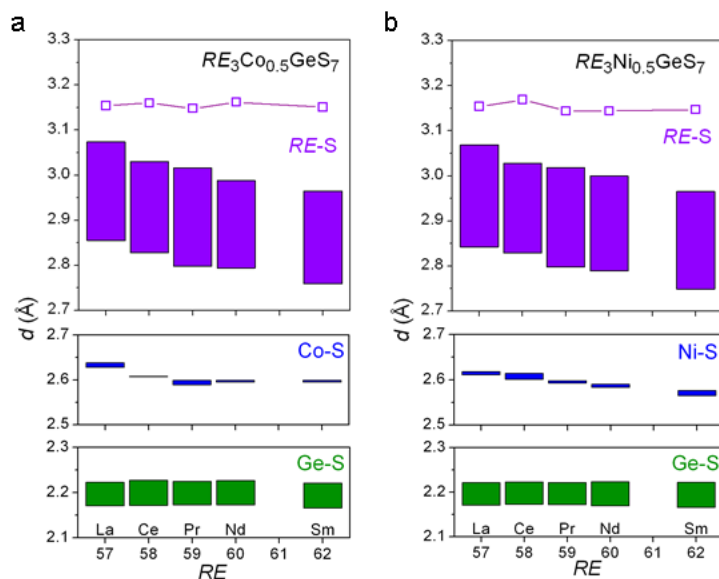 a
RE₃Co₀.₅GeS₇
3.3
3.2
3.1
3.0
2.9
2.8
2.7
RE-S
d (Å)
2.7
2.6
2.5
Co-S
2.3
2.2
2.1
Ge-S
La Ce Pr Nd Sm
57 58 59 60 61 62
RE
b
RE₃Ni₀.₅GeS₇
3.3
3.2
3.1
3.0
2.9
2.8
2.7
RE-S
d (Å)
2.7
2.6
2.5
Ni-S
2.3
2.2
2.1
Ge-S
La Ce Pr Nd Sm
57 58 59 60 61 62
RE